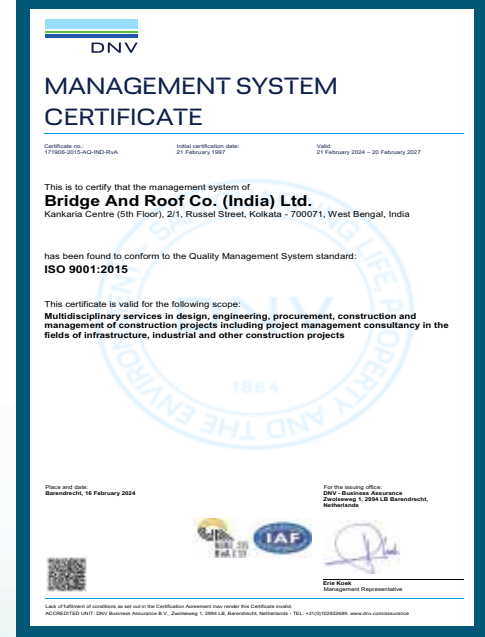 DNV
MANAGEMENT SYSTEM
CERTIFICATE
Certificate no.:
171906-2015-AQ-IND-RvA
Initial certification date:
21 February 1997
Valid:
21 February 2024 – 20 February 2027
This is to certify that the management system of
Bridge And Roof Co. (India) Ltd.
Kankaria Centre (5th Floor), 2/1, Russel Street, Kolkata - 700071, West Bengal, India
has been found to conform to the Quality Management System standard:
ISO 9001:2015
This certificate is valid for the following scope:
Multidisciplinary services in design, engineering, procurement, construction and
management of construction projects including project management consultancy in the
fields of infrastructure, industrial and other construction projects
DNV
1864
Place and date:
Barendrecht, 16 February 2024
For the issuing office:
DNV - Business Assurance
Zwolseweg 1, 2994 LB Barendrecht,
Netherlands
IAF
Erie Koek
Management Representative
Lack of fulfilment of conditions as set out in the Certification Agreement may render this Certificate invalid.
ACCREDITED UNIT: DNV Business Assurance B.V., Zwolseweg 1, 2994 LB, Barendrecht, Netherlands - TEL: +31(0)102922689. www.dnv.com/assurance